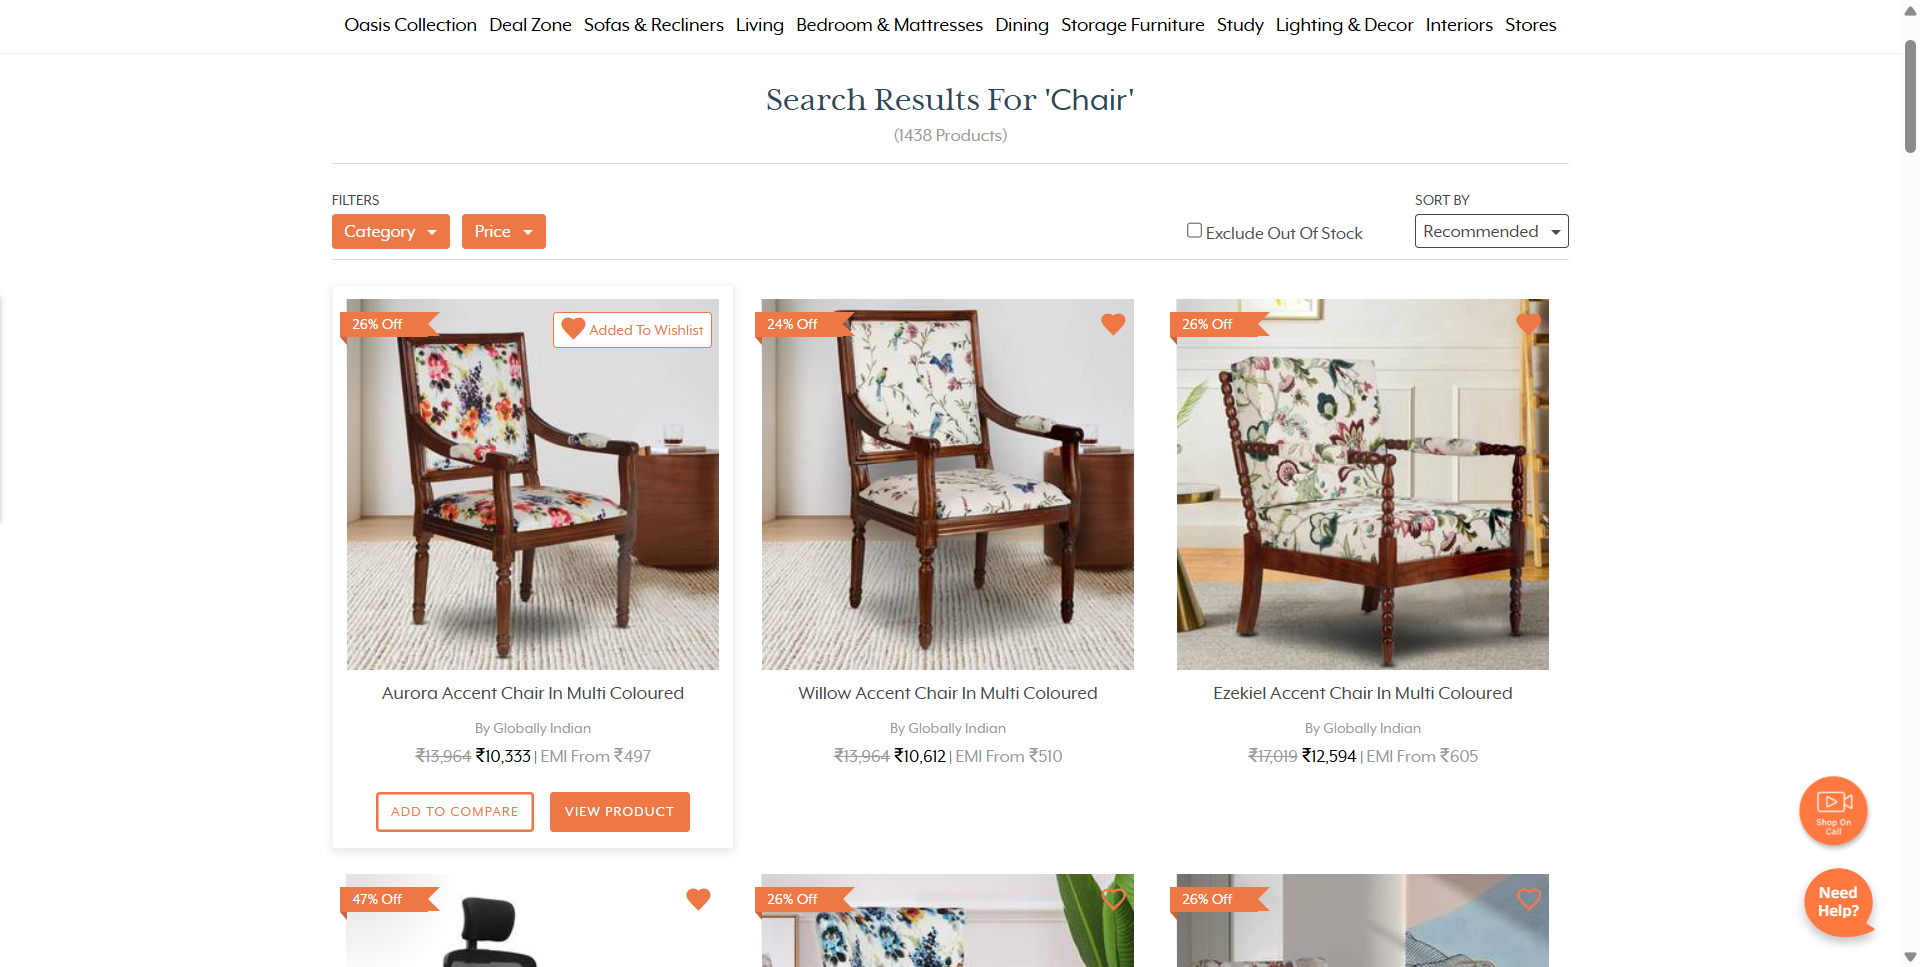 Oasis Collection Deal Zone Sofas & Recliners Living Bedroom & Mattresses Dining Storage Furniture Study Lighting & Decor Interiors Stores
Search Results For 'Chair'
(1438 Products)
FILTERS
SORT BY
Category Price
Exclude Out Of Stock
Recommended
26% Off
Added To Wishlist
24% Off
26% Off
Aurora Accent Chair In Multi Coloured
By Globally Indian
₹13,964 ₹10,333 | EMI From ₹497
ADD TO COMPARE
VIEW PRODUCT
Willow Accent Chair In Multi Coloured
By Globally Indian
₹13,964 ₹10,612 | EMI From ₹510
Ezekiel Accent Chair In Multi Coloured
By Globally Indian
₹17,019 ₹12,594 | EMI From ₹605
Shop On
Call
47% Off
26% Off
26% Off
Need
Help?